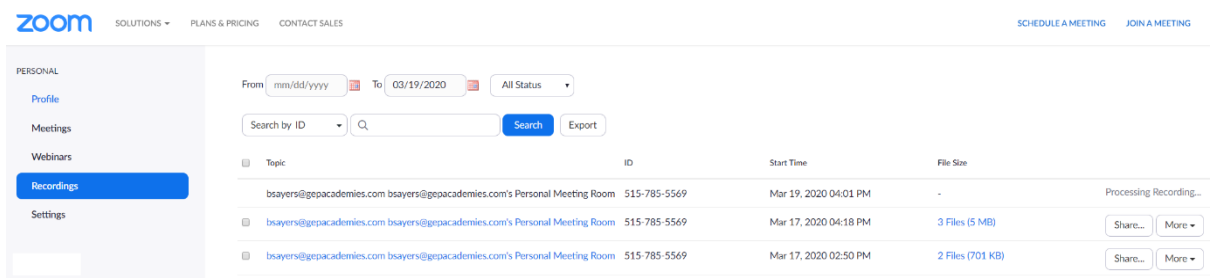 zoom SOLUTIONS PLANS & PRICING CONTACT SALES SCHEDULE A MEETING JOIN A MEETING
PERSONAL
Profile
Meetings
Webinars
Recordings
Settings
From mm/dd/yyyy To 03/19/2020 All Status
Search by ID Search Export
Topic ID Start Time File Size
bsayers@gepacademies.com bsayers@gepacademies.com's Personal Meeting Room 515-785-5569 Mar 19, 2020 04:01 PM - Processing Recording...
bsayers@gepacademies.com bsayers@gepacademies.com's Personal Meeting Room 515-785-5569 Mar 17, 2020 04:18 PM 3 Files (5 MB) Share... More
bsayers@gepacademies.com bsayers@gepacademies.com's Personal Meeting Room 515-785-5569 Mar 17, 2020 02:50 PM 2 Files (701 KB) Share... More